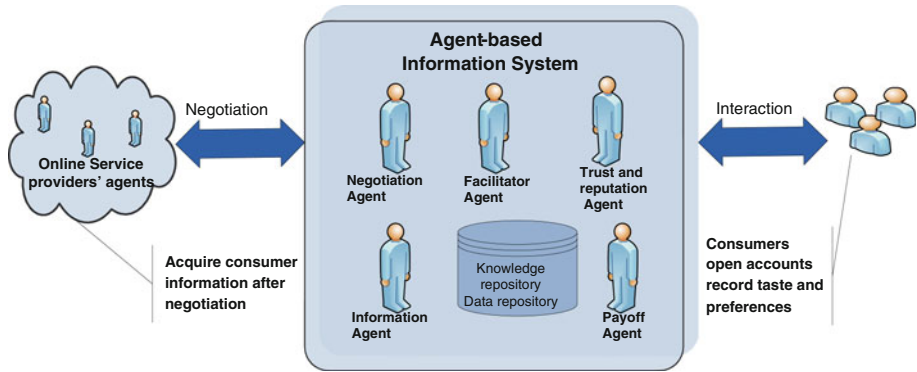 Agent-based
Information System
Negotiation
Interaction
Online Service
providers' agents
Negotiation
Agent
Facilitator
Agent
Trust and
reputation
Agent
Acquire consumer
information after
negotiation
Knowledge
repository
Data repository
Information
Agent
Payoff
Agent
Consumers
open accounts
record taste and
preferences